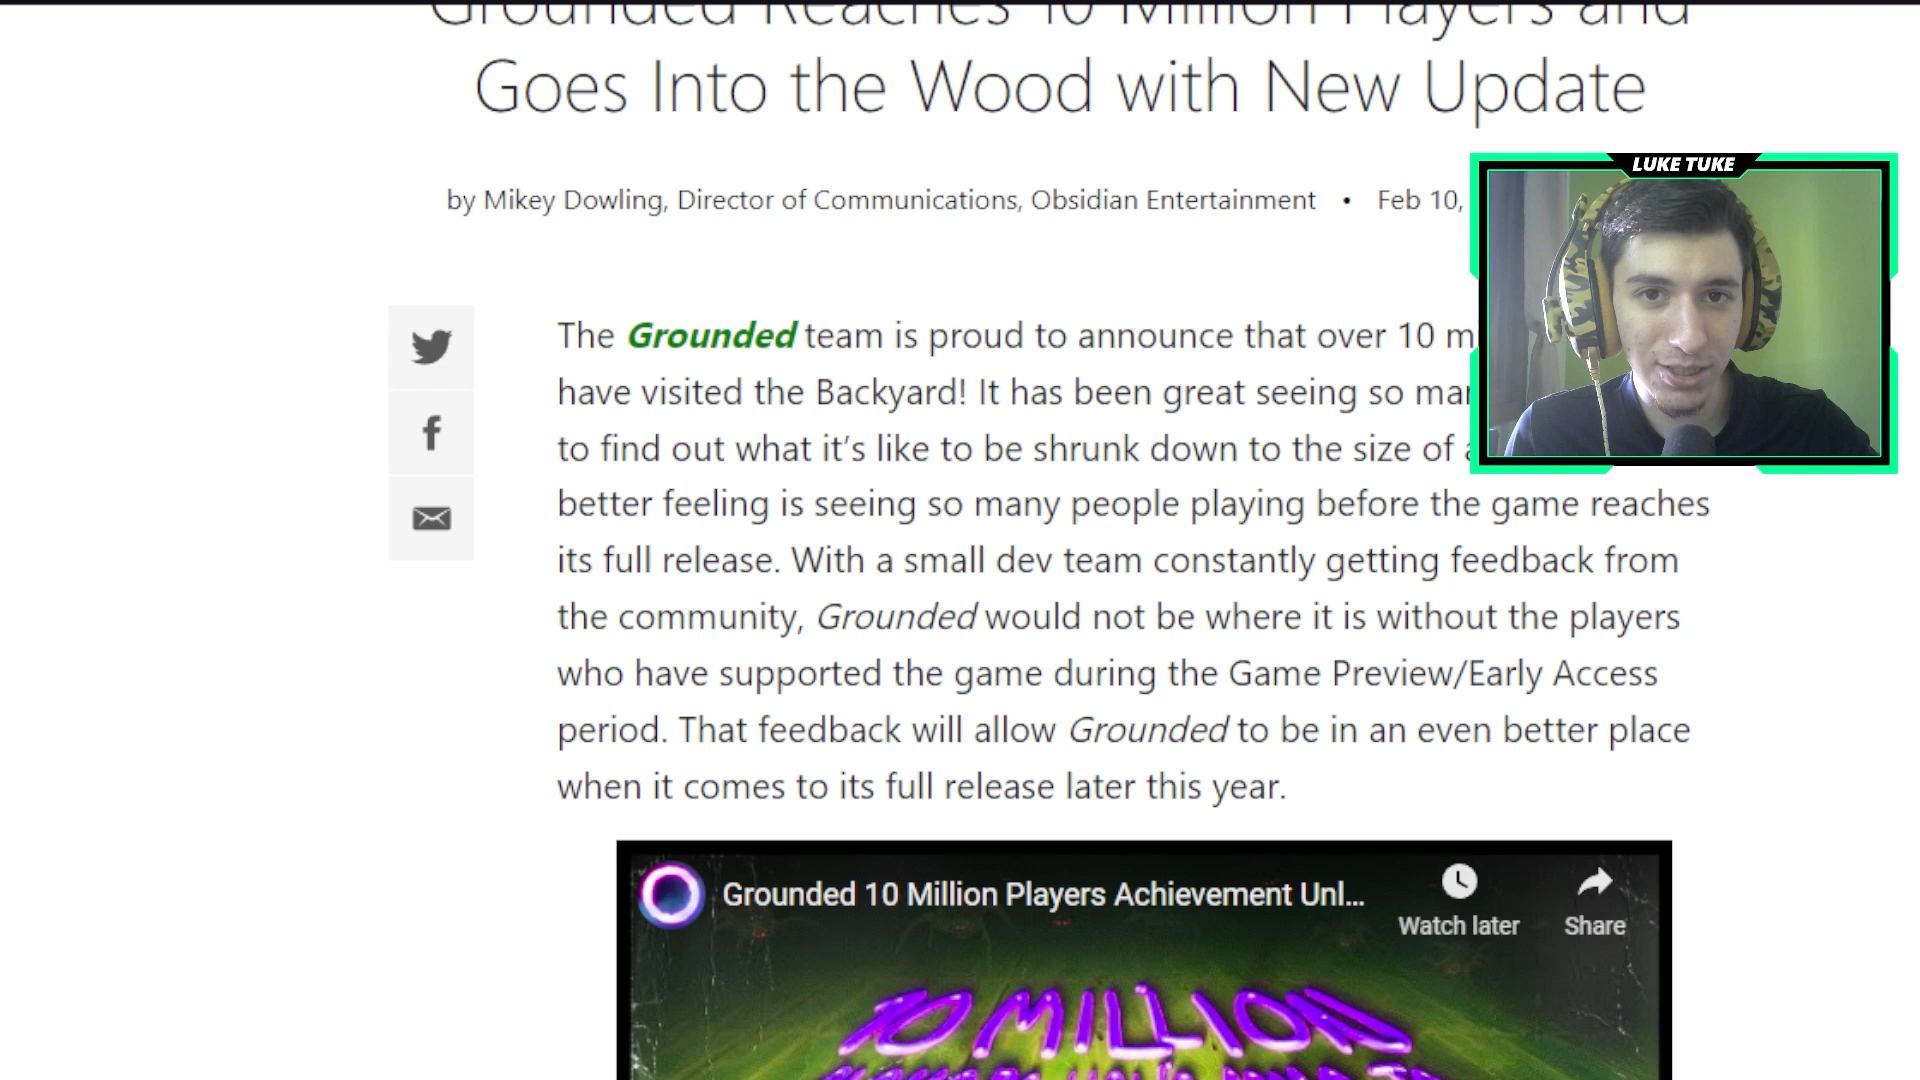 Grounded Reaches 10 Million Players and
Goes Into the Wood with New Update
LUKE TUKE
by Mikey Dowling, Director of Communications, Obsidian Entertainment • Feb 10,
The Grounded team is proud to announce that over 10 m
have visited the Backyard! It has been great seeing so mar
to find out what it's like to be shrunk down to the size of a
better feeling is seeing so many people playing before the game reaches
its full release. With a small dev team constantly getting feedback from
the community, Grounded would not be where it is without the players
who have supported the game during the Game Preview/Early Access
period. That feedback will allow Grounded to be in an even better place
when it comes to its full release later this year.
Grounded 10 Million Players Achievement Unl...
Watch later
Share
10 MILLION